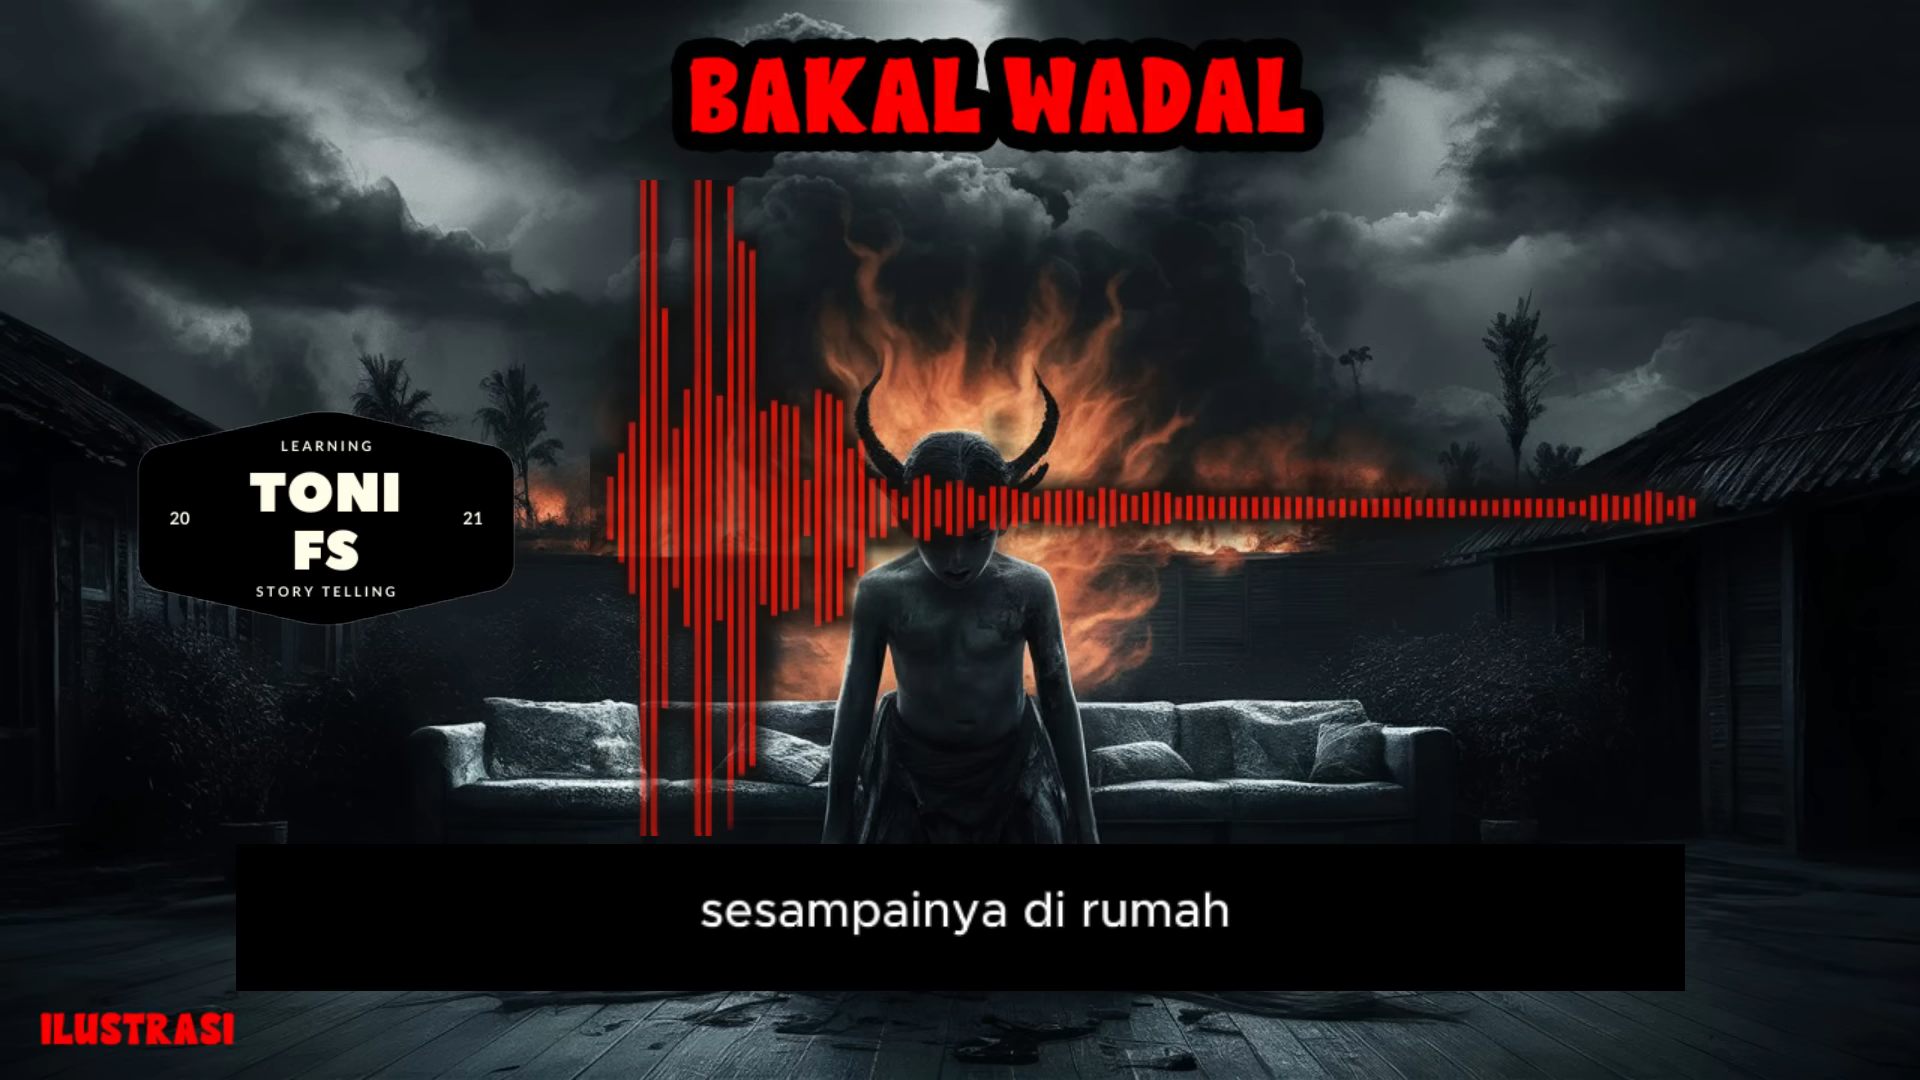 BAKAL WADAL
LEARNING
TONI
FS
20
21
STORY TELLING
sesampainya di rumah
ILUSTRASI